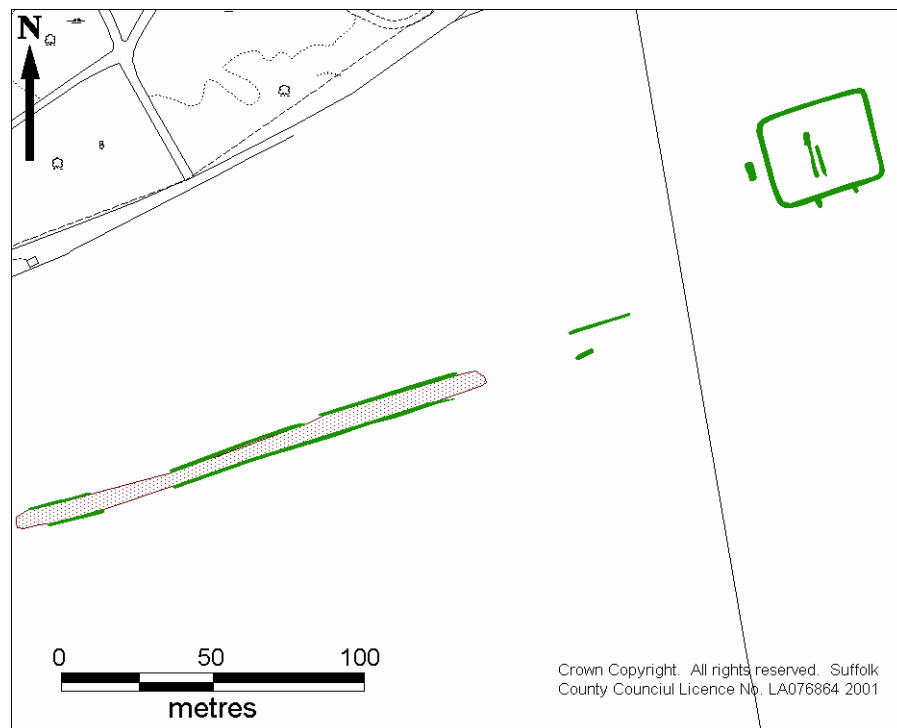 N
0 50 100
metres
Crown Copyright. All rights reserved. Suffolk
County Counciul Licence No. LA076864 2001